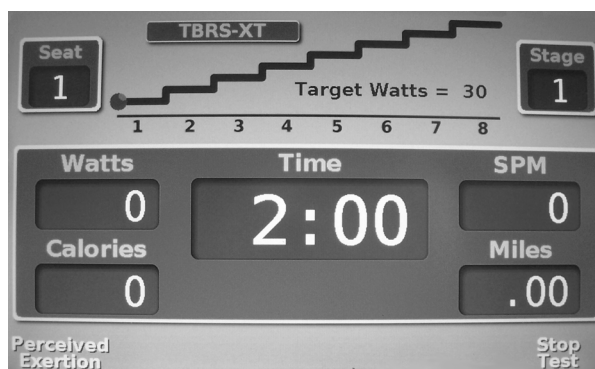 TBRS-XT
Seat
1
Stage
1
Target Watts = 30
1 2 3 4 5 6 7 8
Watts
0
Time
2:00
SPM
0
Calories
0
Miles
.00
Perceived
Exertion
Stop
Test